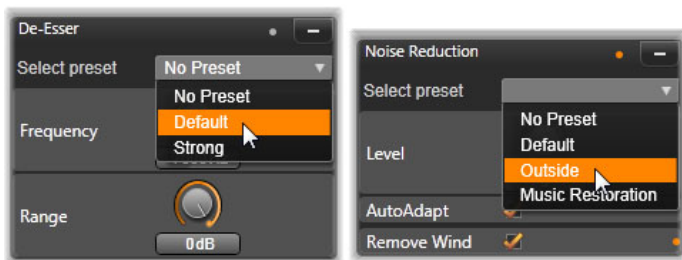 De-Esser
Select preset No Preset
No Preset
Default
Strong
Frequency
Range
0dB
Noise Reduction
Select preset
No Preset
Default
Outside
Music Restoration
Level
AutoAdapt
Remove Wind